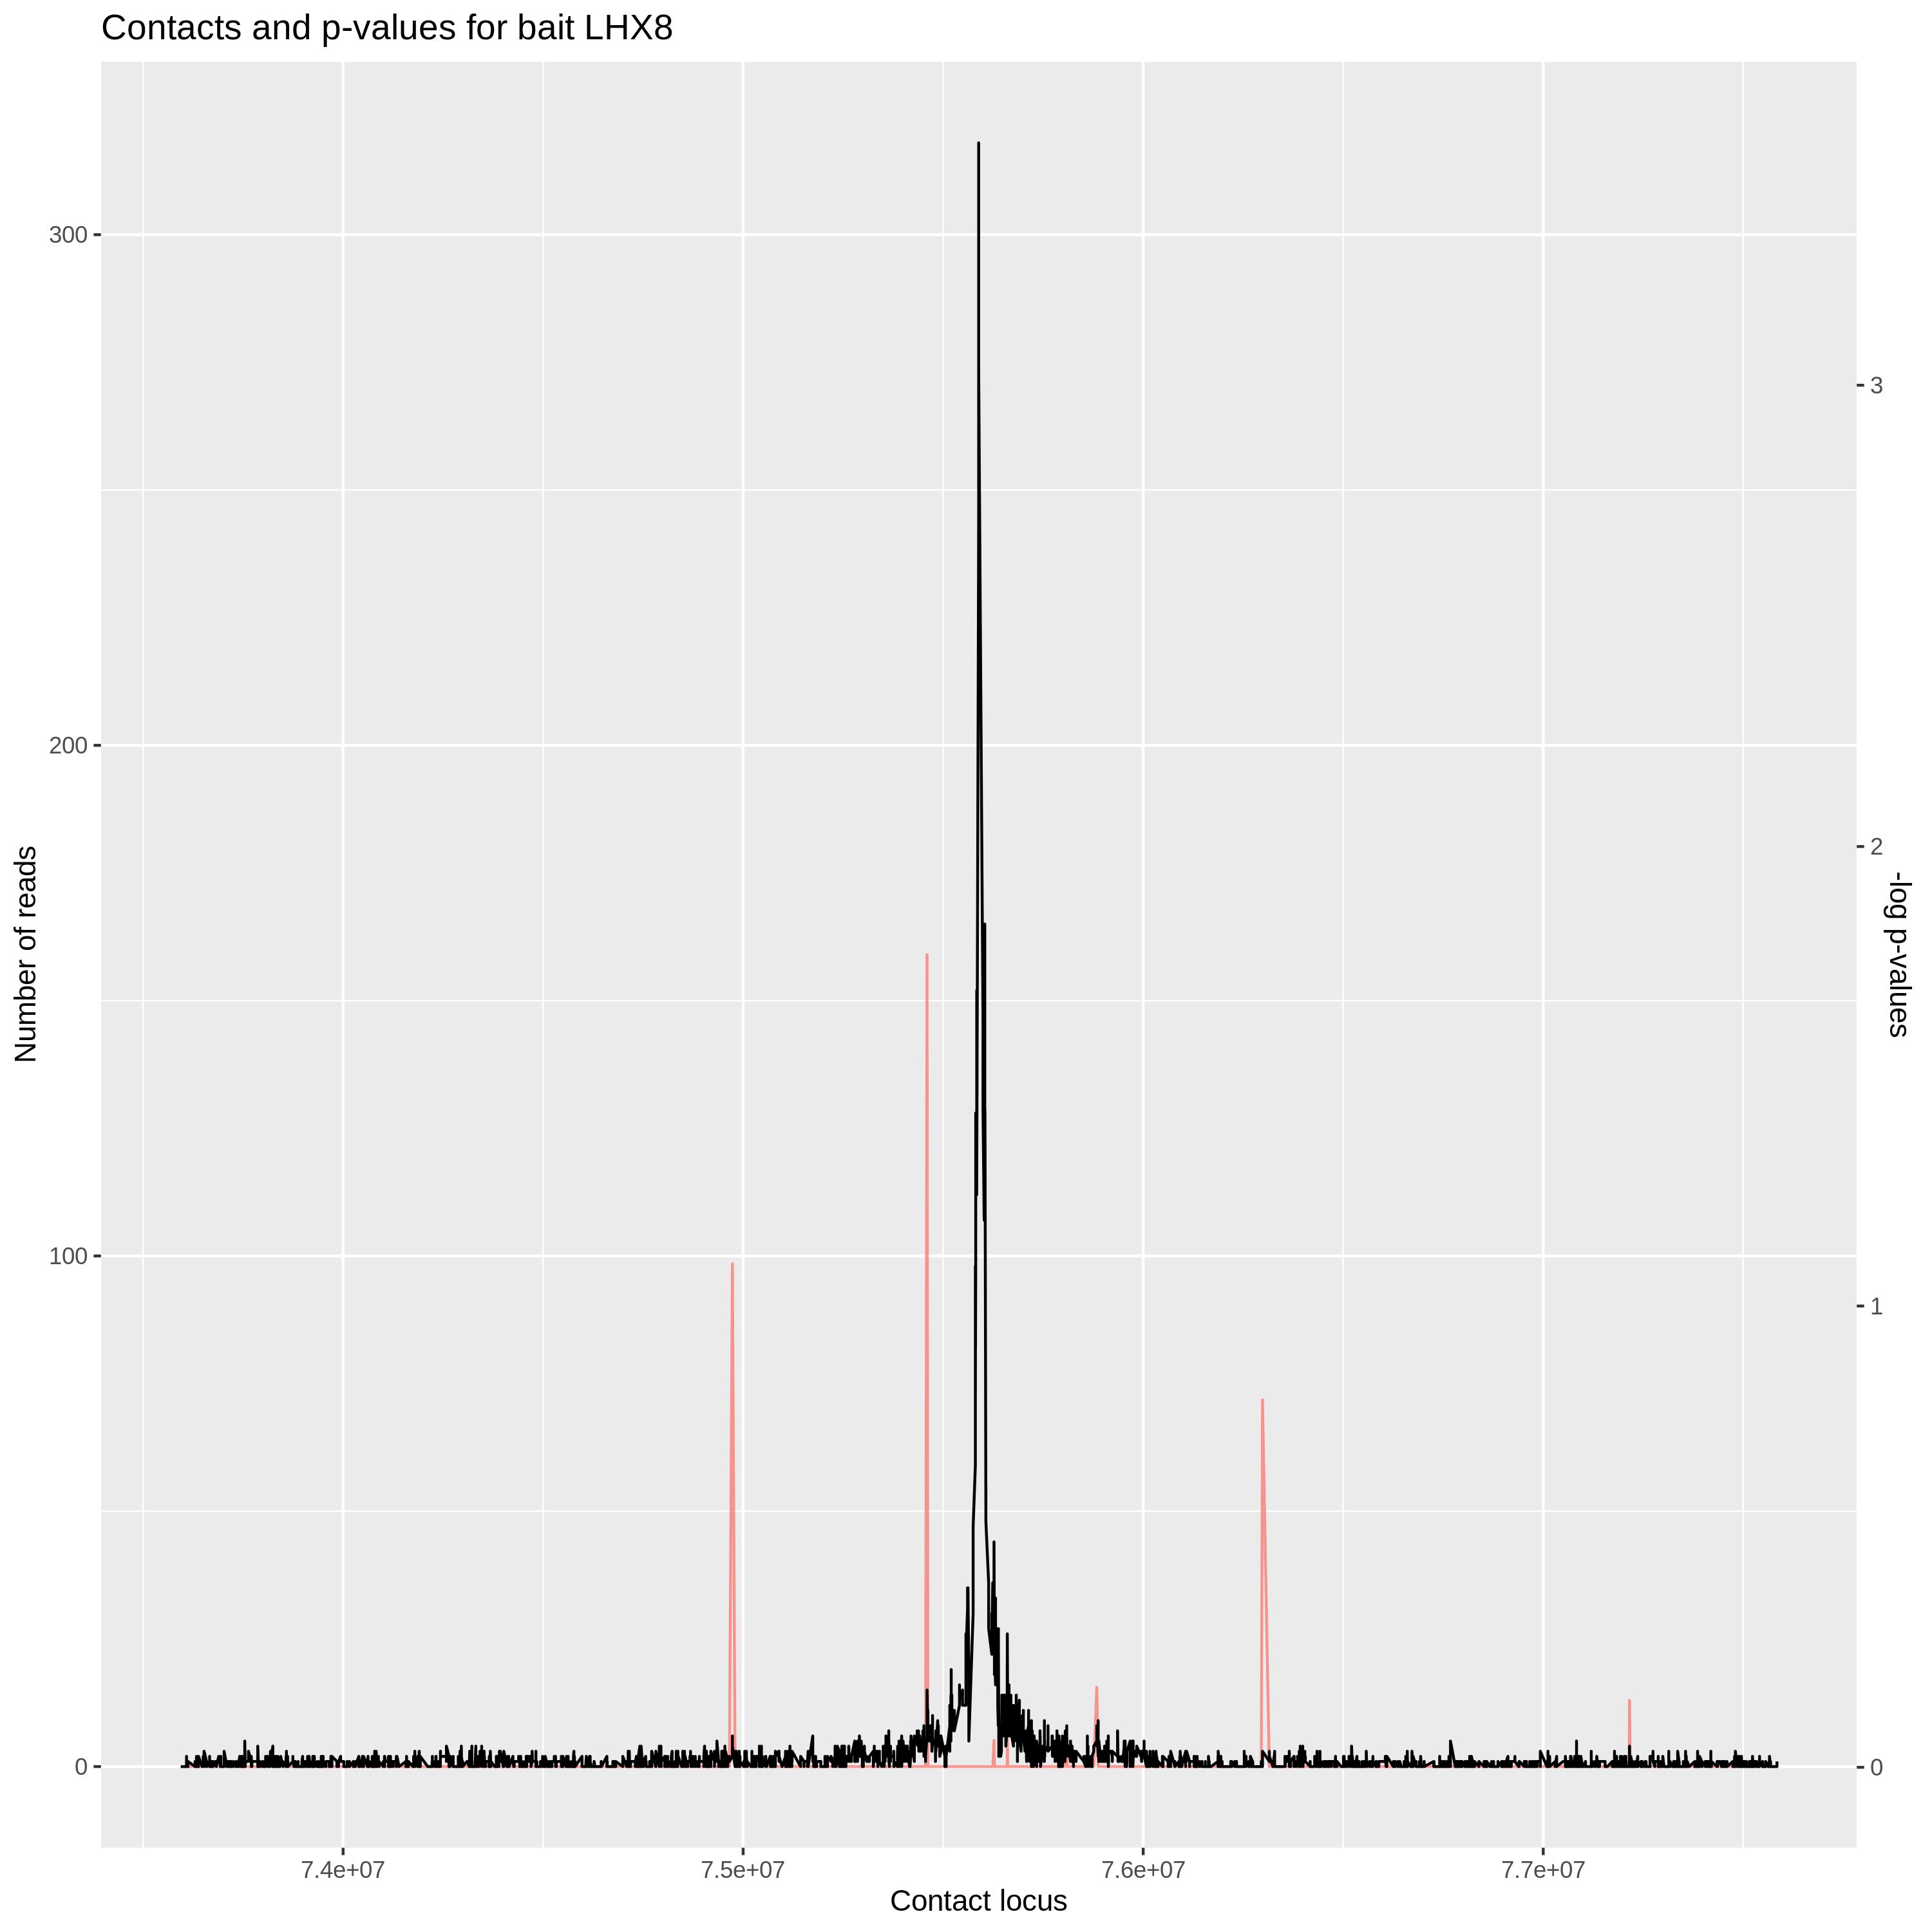 Contacts and p-values for bait LHX8
Number of reads
300
200
100
0
3
2
1
0
-log p-values
7.4e+07
7.5e+07
7.6e+07
7.7e+07
Contact locus